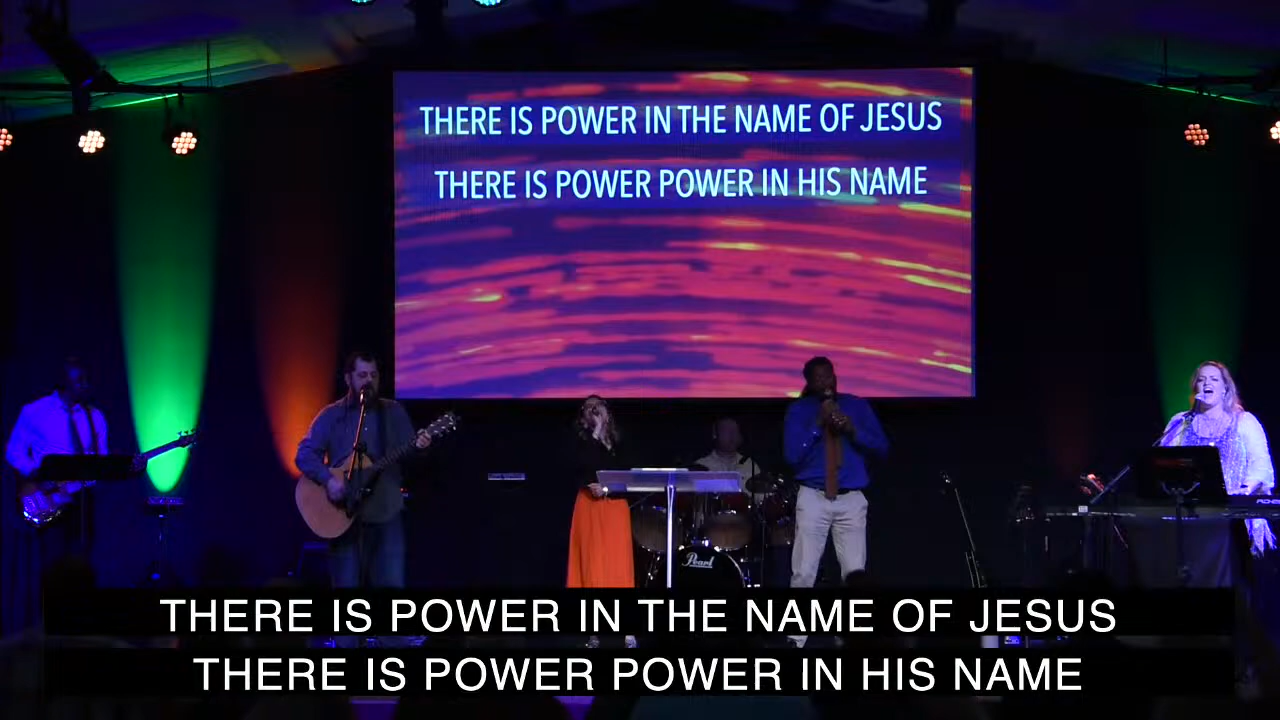 THERE IS POWER IN THE NAME OF JESUS
THERE IS POWER POWER IN HIS NAME
Pearl
THERE IS POWER IN THE NAME OF JESUS
THERE IS POWER POWER IN HIS NAME